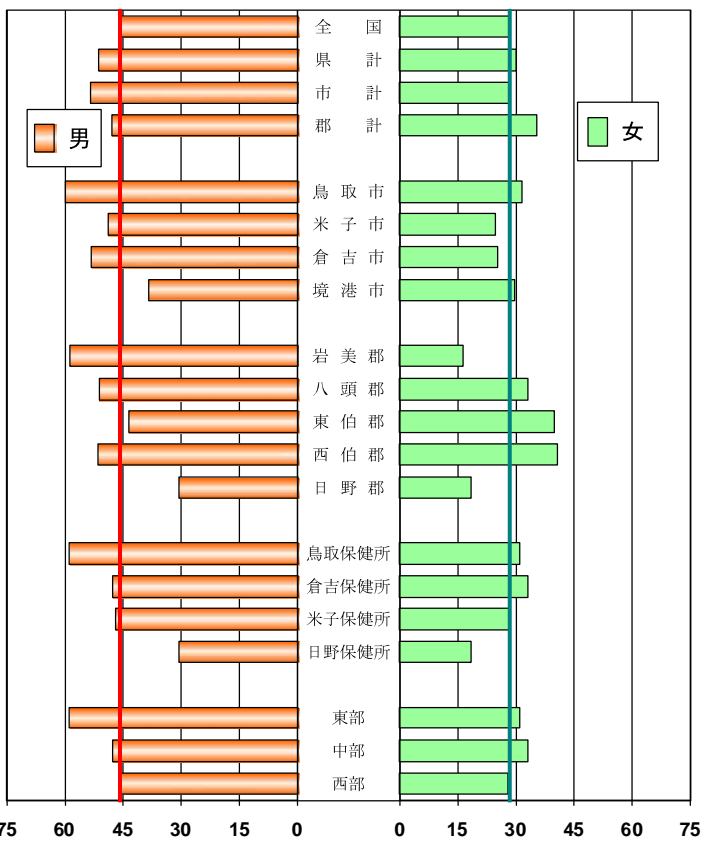 全国
県計
市計
郡計
男
女
鳥取市
米子市
倉吉市
境港市
岩美郡
八頭郡
東伯郡
西伯郡
日野郡
鳥取保健所
倉吉保健所
米子保健所
日野保健所
東部
中部
西部
75 60 45 30 15 0 0 15 30 45 60 75